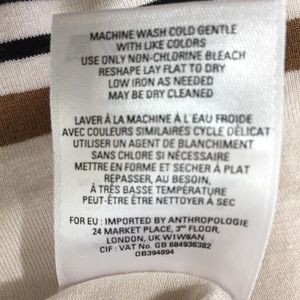 MACHINE WASH COLD GENTLE
WITH LIKE COLORS
USE ONLY NON-CHLORINE BLEACH
RESHAPE LAY FLAT TO DRY
LOW IRON AS NEEDED
MAY BE DRY CLEANED
LAVER À LA MACHINE À L'EAU FROIDE
AVEC COULEURS SIMILAIRES CYCLE DÉLICAT
UTILISER UN AGENT DE BLANCHIMENT
SANS CHLORE SI NÉCESSAIRE
METTRE EN FORME ET SÉCHER À PLAT
REPASSER, AU BESOIN,
À TRÈS BASSE TEMPÉRATURE
PEUT-ÊTRE NETTOYER À SEC
FOR EU : IMPORTED BY ANTHROPOLOGIE
24 MARKET PLACE, 3RD FLOOR,
LONDON, UK W1W8AN
CIF : VAT No. GB 684936382
OB394894